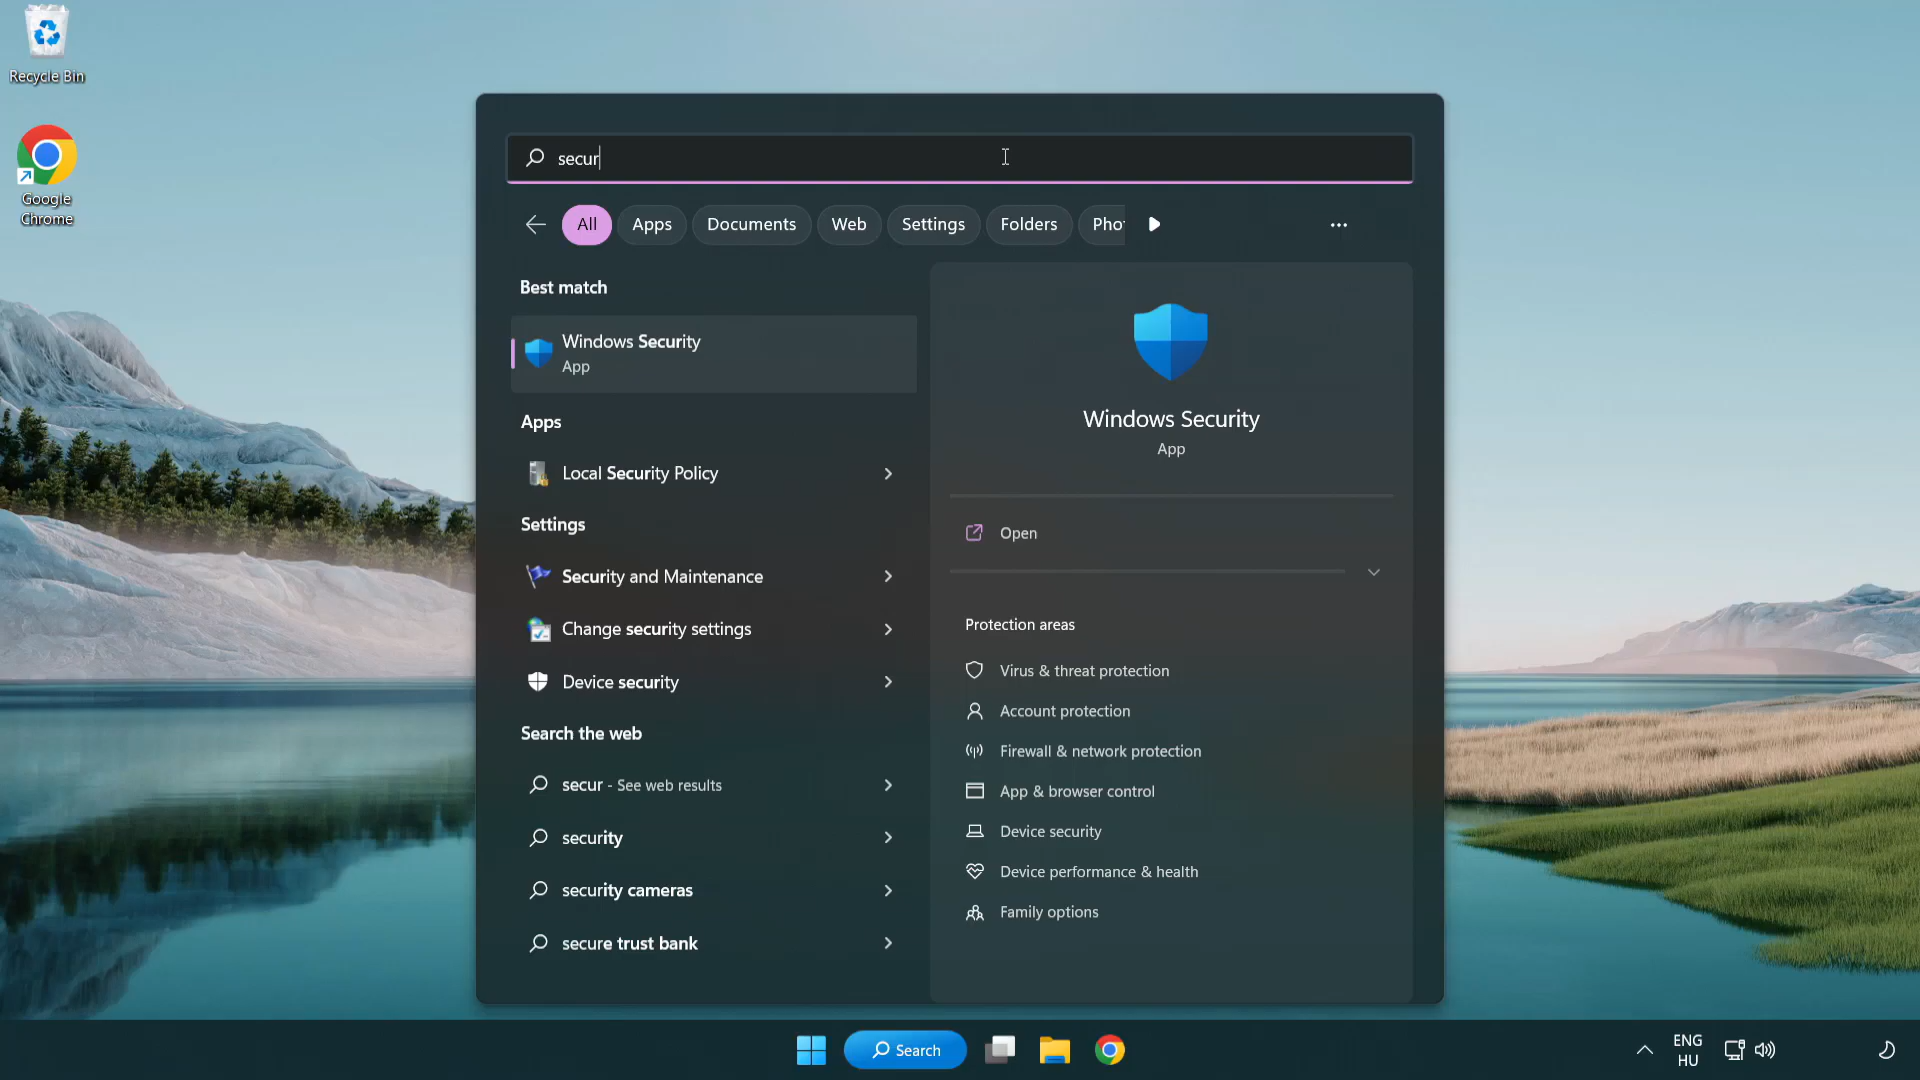 Recycle Bin
Google
Chrome
secur
All
Apps
Documents
Web
Settings
Folders
Pho
Best match
Windows Security
App
Apps
Local Security Policy
Settings
Security and Maintenance
Change security settings
Device security
Search the web
secur - See web results
security
security cameras
secure trust bank
Windows Security
App
Open
Protection areas
Virus & threat protection
Account protection
Firewall & network protection
App & browser control
Device security
Device performance & health
Family options
Search
ENG
HU